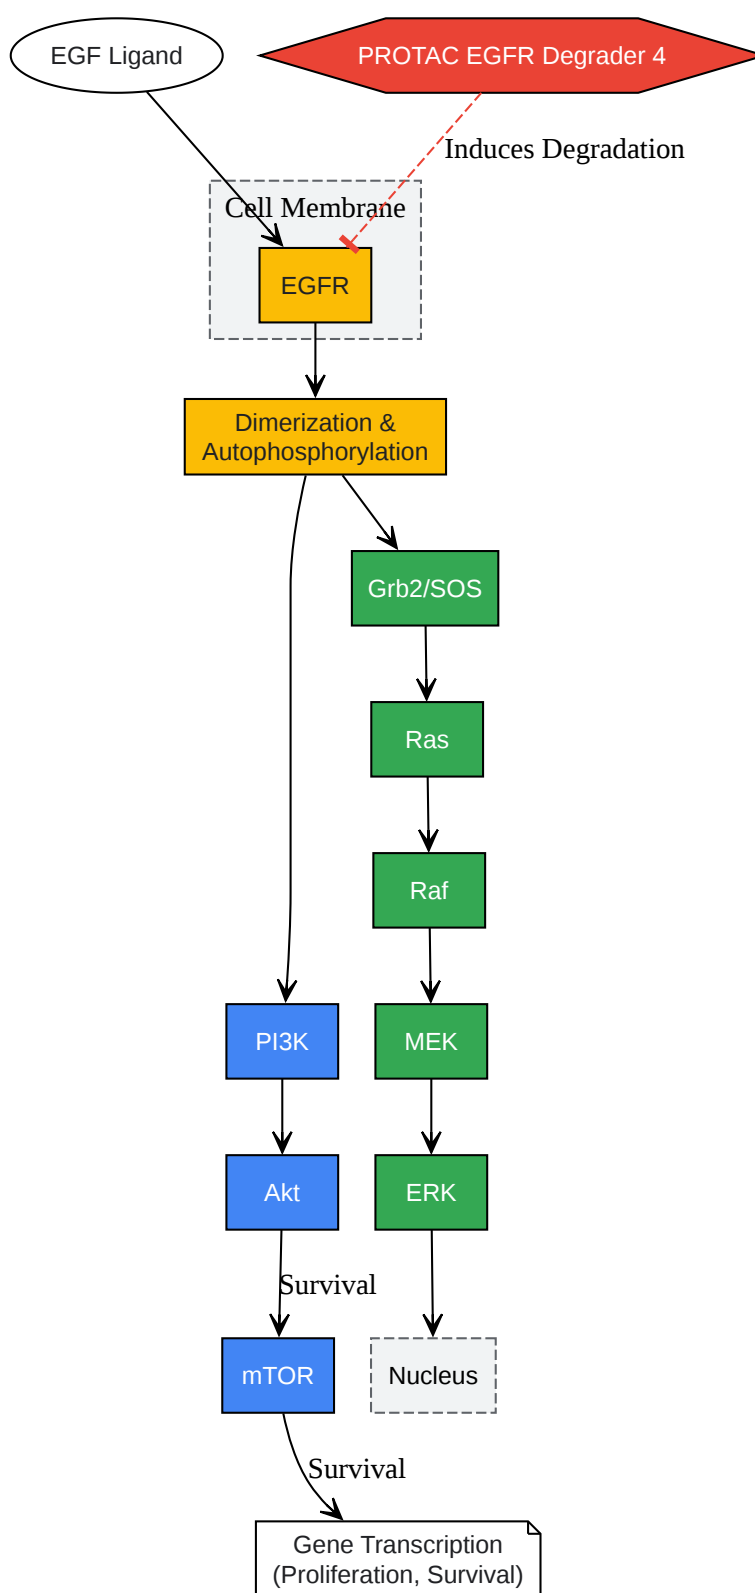 EGF Ligand
PROTAC EGFR Degrader 4
Induces Degradation
Cell Membrane
EGFR
Dimerization &
Autophosphorylation
Grb2/SOS
Ras
Raf
PI3K
MEK
Akt
ERK
Survival
mTOR
Nucleus
Survival
Gene Transcription
(Proliferation, Survival)